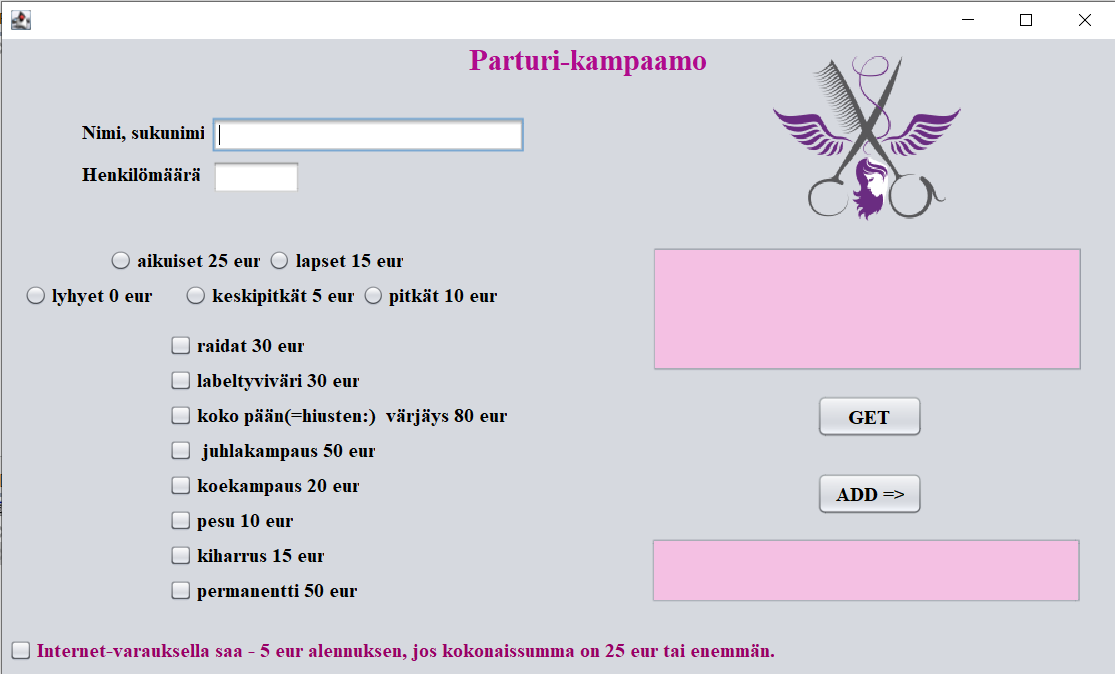 Parturi-kampaamo
Nimi, sukunimi
Henkilömäärä
aikuiset 25 eur lapset 15 eur
lyhyet 0 eur keskipitkät 5 eur pitkät 10 eur
raidat 30 eur
labeltyviväri 30 eur
koko pään(=hiusten:) värjäys 80 eur
juhlakampaus 50 eur
koekampaus 20 eur
pesu 10 eur
kiharrus 15 eur
permanentti 50 eur
GET
ADD =>
Internet-varauksella saa - 5 eur alennuksen, jos kokonaissumma on 25 eur tai enemmän.